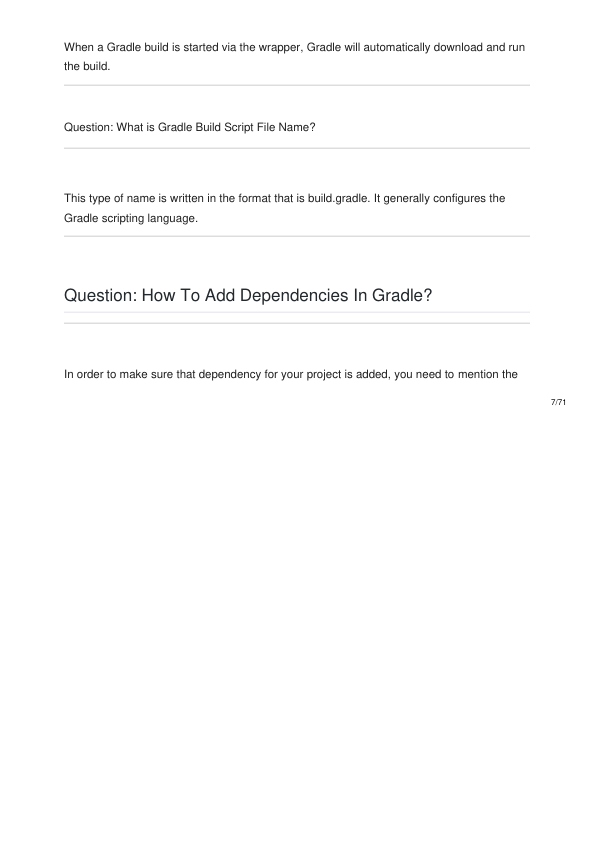 When a Gradle build is started via the wrapper, Gradle will automatically download and run
the build.
Question: What is Gradle Build Script File Name?
This type of name is written in the format that is build.gradle. It generally configures the
Gradle scripting language.
Question: How To Add Dependencies In Gradle?
In order to make sure that dependency for your project is added, you need to mention the
7/71